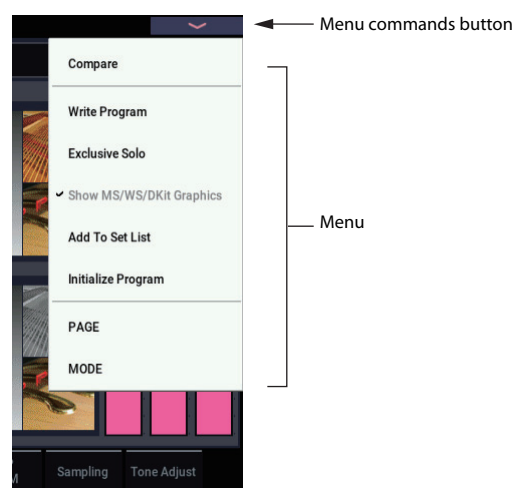 Menu commands button
Compare
Write Program
Exclusive Solo
Show MS/WS/DKit Graphics
Add To Set List
Menu
Initialize Program
PAGE
MODE
M
Sampling
Tone Adjust